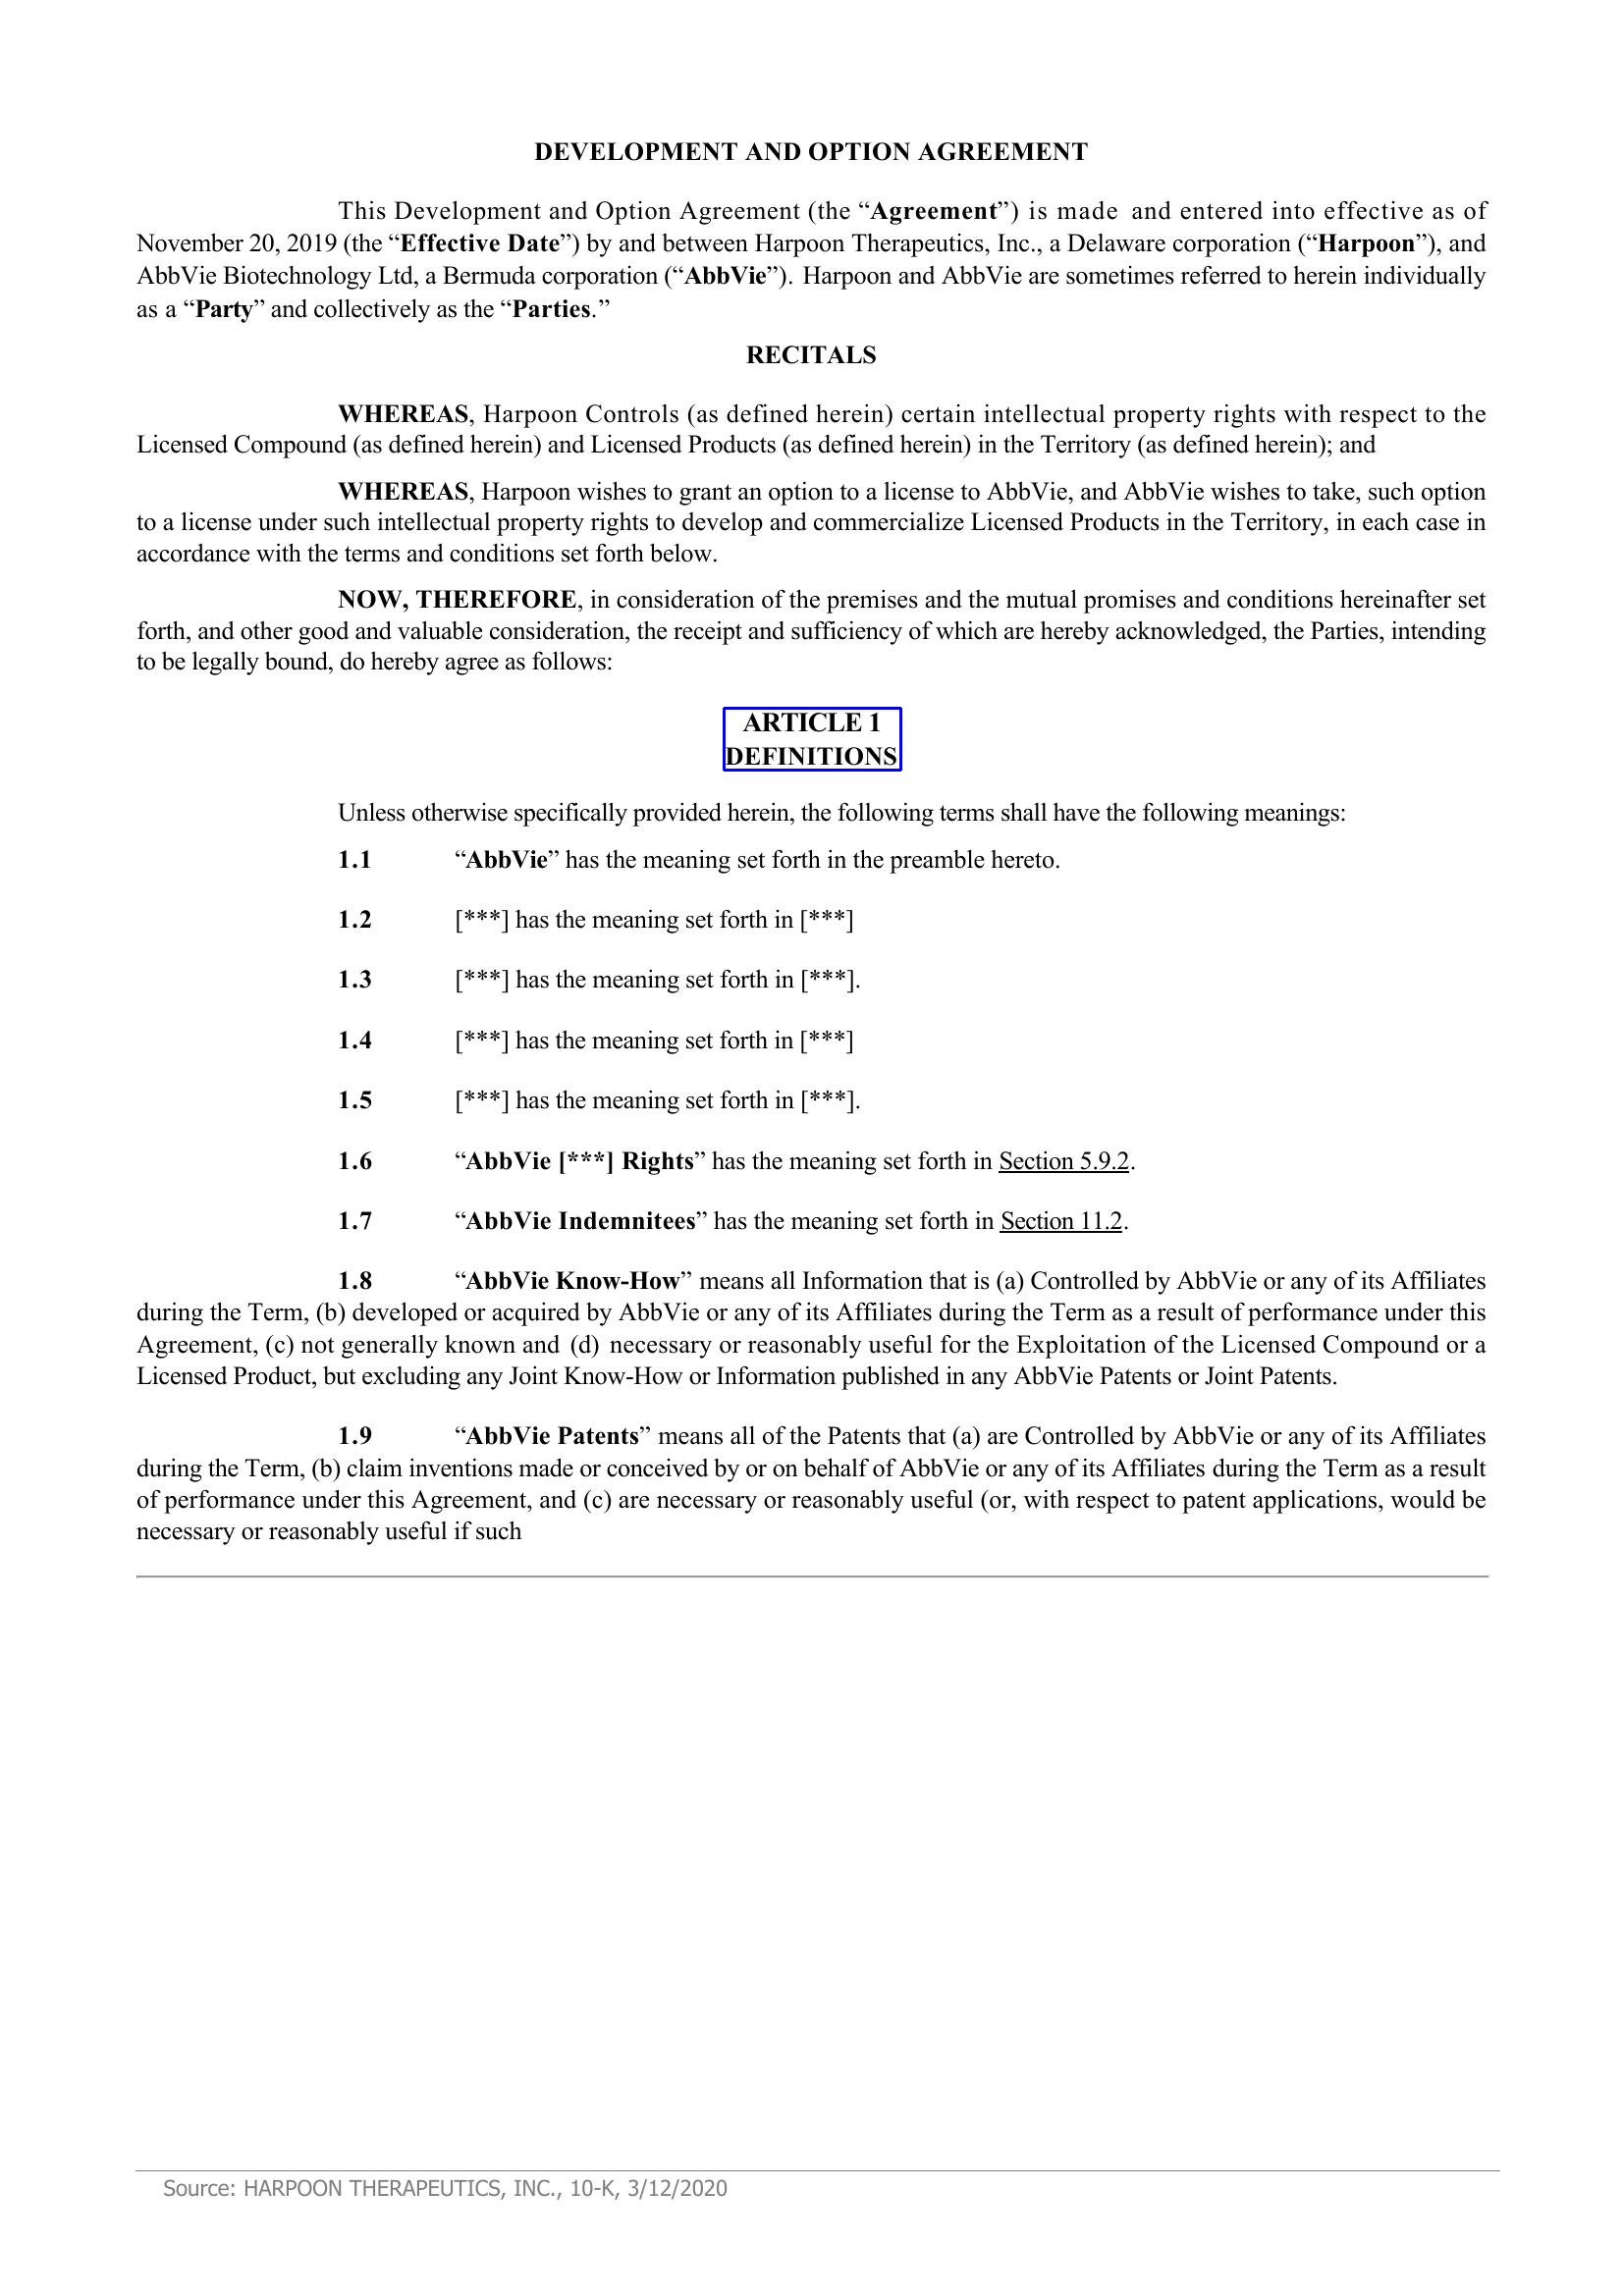 DEVELOPMENT AND OPTION AGREEMENT
This Development and Option Agreement (the “Agreement”) is made and entered into effective as of
November 20, 2019 (the “Effective Date”) by and between Harpoon Therapeutics, Inc., a Delaware corporation (“Harpoon”), and
AbbVie Biotechnology Ltd, a Bermuda corporation (“AbbVie”). Harpoon and AbbVie are sometimes referred to herein individually
as a “Party” and collectively as the “Parties.”
RECITALS
WHEREAS, Harpoon Controls (as defined herein) certain intellectual property rights with respect to the
Licensed Compound (as defined herein) and Licensed Products (as defined herein) in the Territory (as defined herein); and
WHEREAS, Harpoon wishes to grant an option to a license to AbbVie, and AbbVie wishes to take, such option
to a license under such intellectual property rights to develop and commercialize Licensed Products in the Territory, in each case in
accordance with the terms and conditions set forth below.
NOW, THEREFORE, in consideration of the premises and the mutual promises and conditions hereinafter set
forth, and other good and valuable consideration, the receipt and sufficiency of which are hereby acknowledged, the Parties, intending
to be legally bound, do hereby agree as follows:
ARTICLE 1
DEFINITIONS
Unless otherwise specifically provided herein, the following terms shall have the following meanings:
1.1 “AbbVie” has the meaning set forth in the preamble hereto.
1.2 [***] has the meaning set forth in [***]
1.3 [***] has the meaning set forth in [***].
1.4 [***] has the meaning set forth in [***]
1.5 [***] has the meaning set forth in [***].
1.6 “AbbVie [***] Rights” has the meaning set forth in Section 5.9.2.
1.7 “AbbVie Indemnitees” has the meaning set forth in Section 11.2.
1.8 “AbbVie Know-How” means all Information that is (a) Controlled by AbbVie or any of its Affiliates
during the Term, (b) developed or acquired by AbbVie or any of its Affiliates during the Term as a result of performance under this
Agreement, (c) not generally known and (d) necessary or reasonably useful for the Exploitation of the Licensed Compound or a
Licensed Product, but excluding any Joint Know-How or Information published in any AbbVie Patents or Joint Patents.
1.9 “AbbVie Patents” means all of the Patents that (a) are Controlled by AbbVie or any of its Affiliates
during the Term, (b) claim inventions made or conceived by or on behalf of AbbVie or any of its Affiliates during the Term as a result
of performance under this Agreement, and (c) are necessary or reasonably useful (or, with respect to patent applications, would be
necessary or reasonably useful if such
Source: HARPOON THERAPEUTICS, INC., 10-K, 3/12/2020